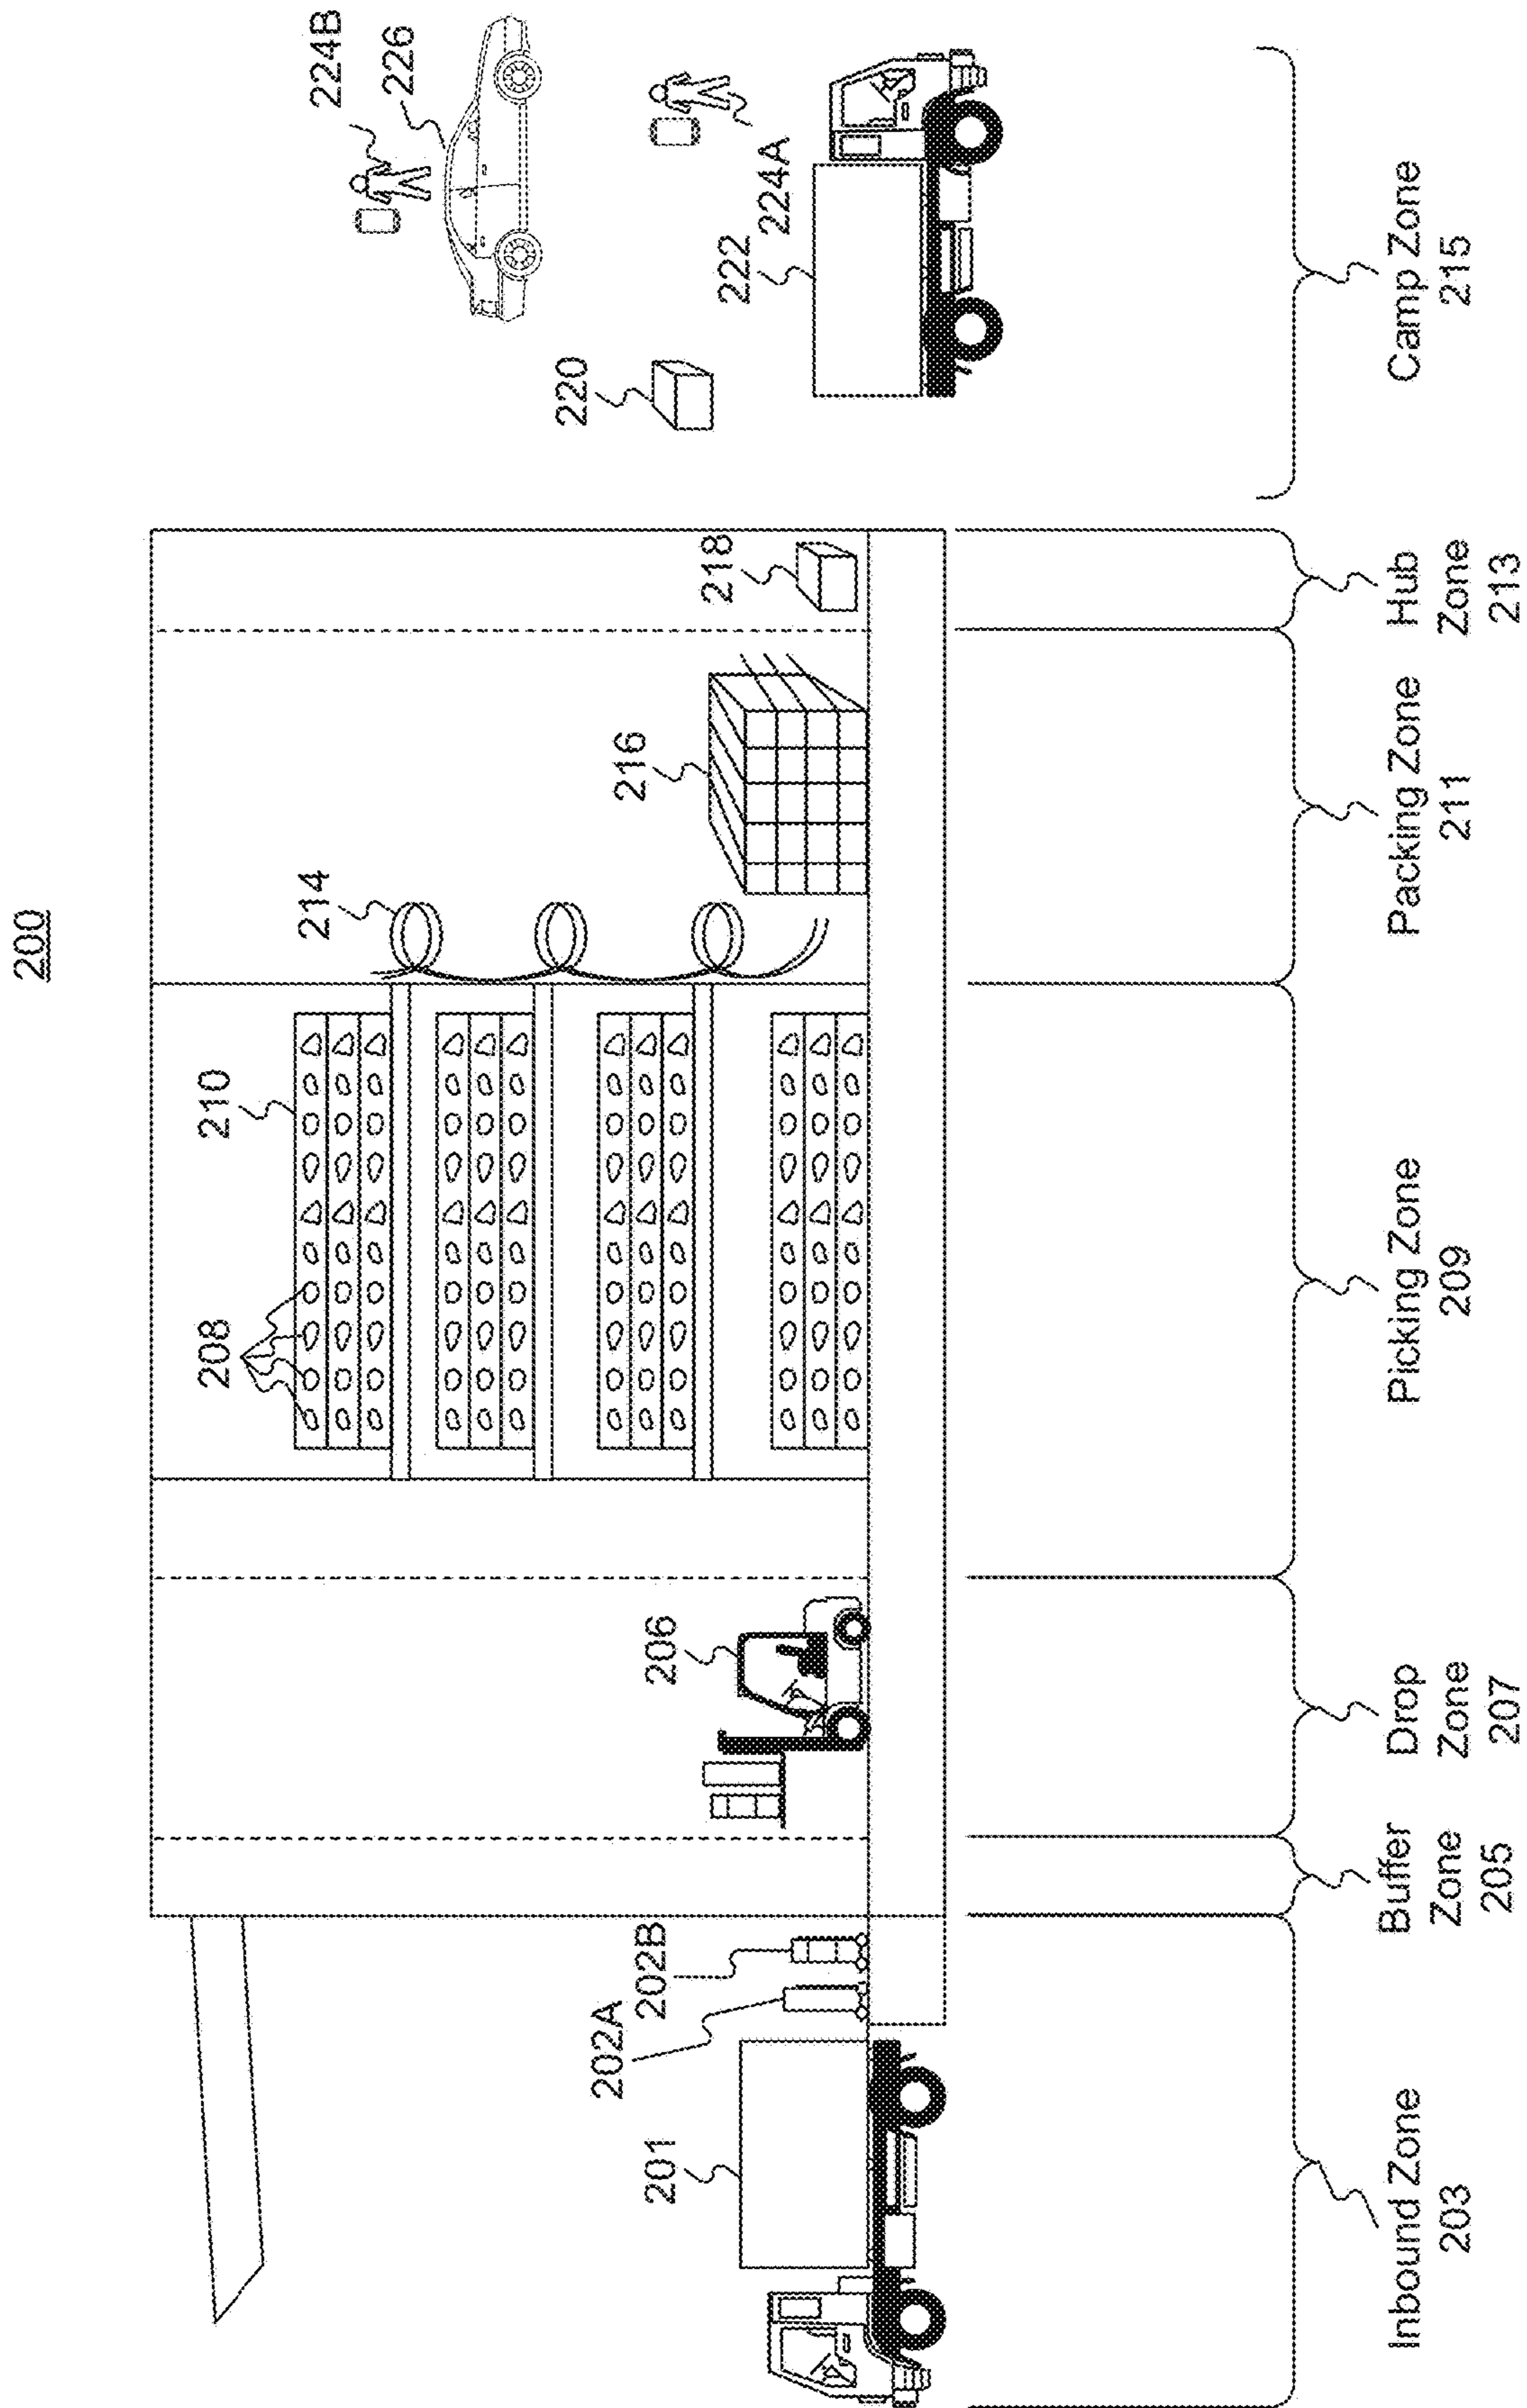 200
224B
226
224A
222
220
218
216
214
210
208
206
202B
202A
201
Inbound Zone
203
Buffer
Zone
205
Drop
Zone
207
Picking Zone
209
Packing Zone
211
Hub
Zone
213
Camp Zone
215